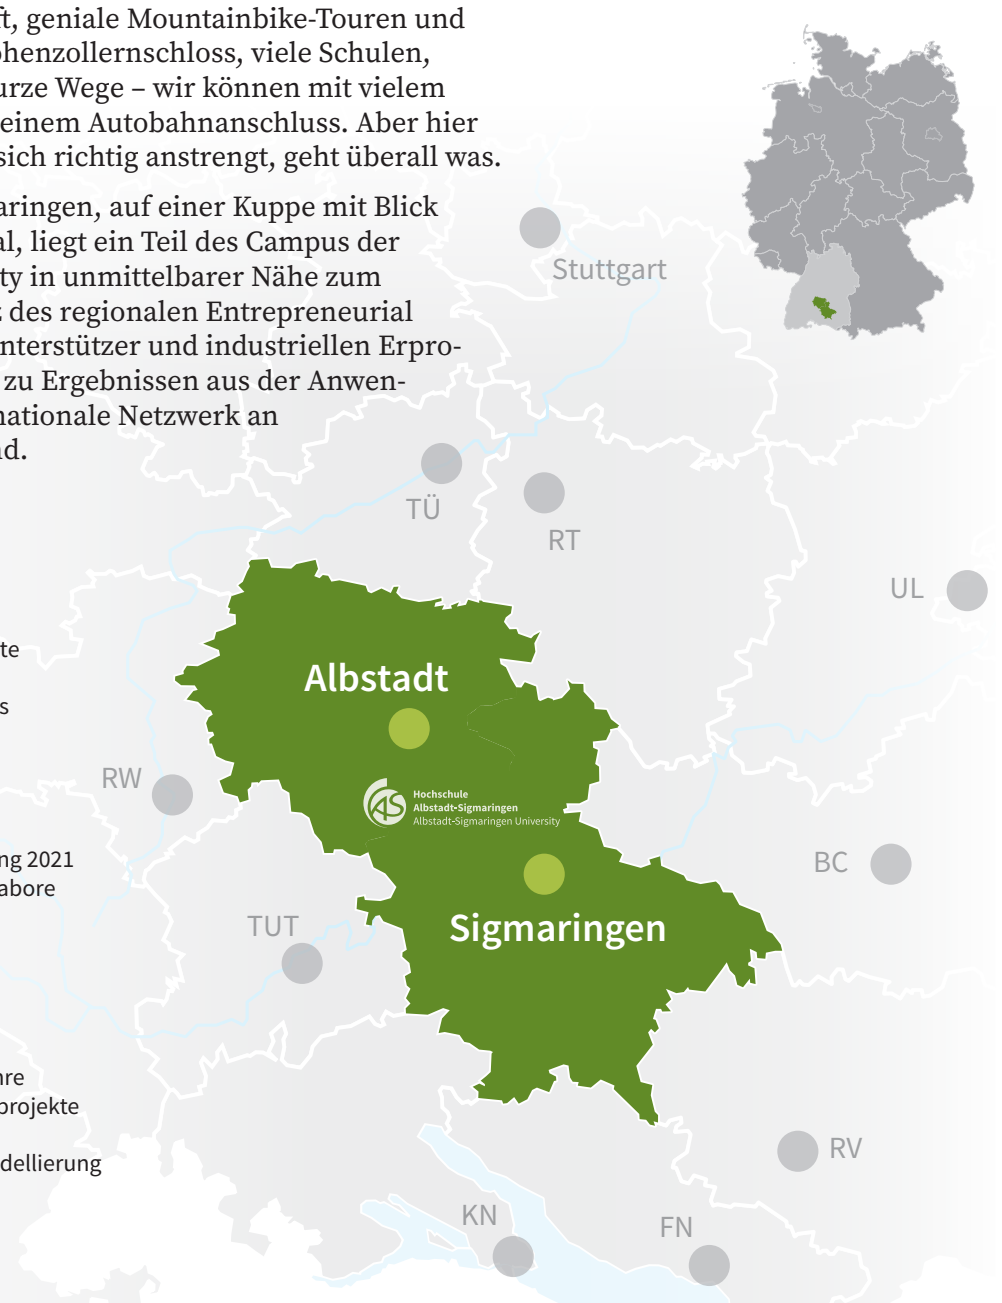 ft, geniale Mountainbike-Touren und
ohenzollernschloss, viele Schulen,
urze Wege – wir können mit vielem
einem Autobahnanschluss. Aber hier
sich richtig anstrengt, geht überall was.
aringen, auf einer Kuppe mit Blick
al, liegt ein Teil des Campus der
ty in unmittelbarer Nähe zum
z des regionalen Entrepreneurial
nterstützer und industriellen Erpro-
zu Ergebnissen aus der Anwen-
nationale Netzwerk an
nd.
Stuttgart
TÜ
RT
UL
te
Albstadt
s
RW
Hochschule
Albstadt-Sigmaringen
Albstadt-Sigmaringen University
ng 2021
abore
BC
TUT
Sigmaringen
hre
projekte
dellierung
RV
KN
FN